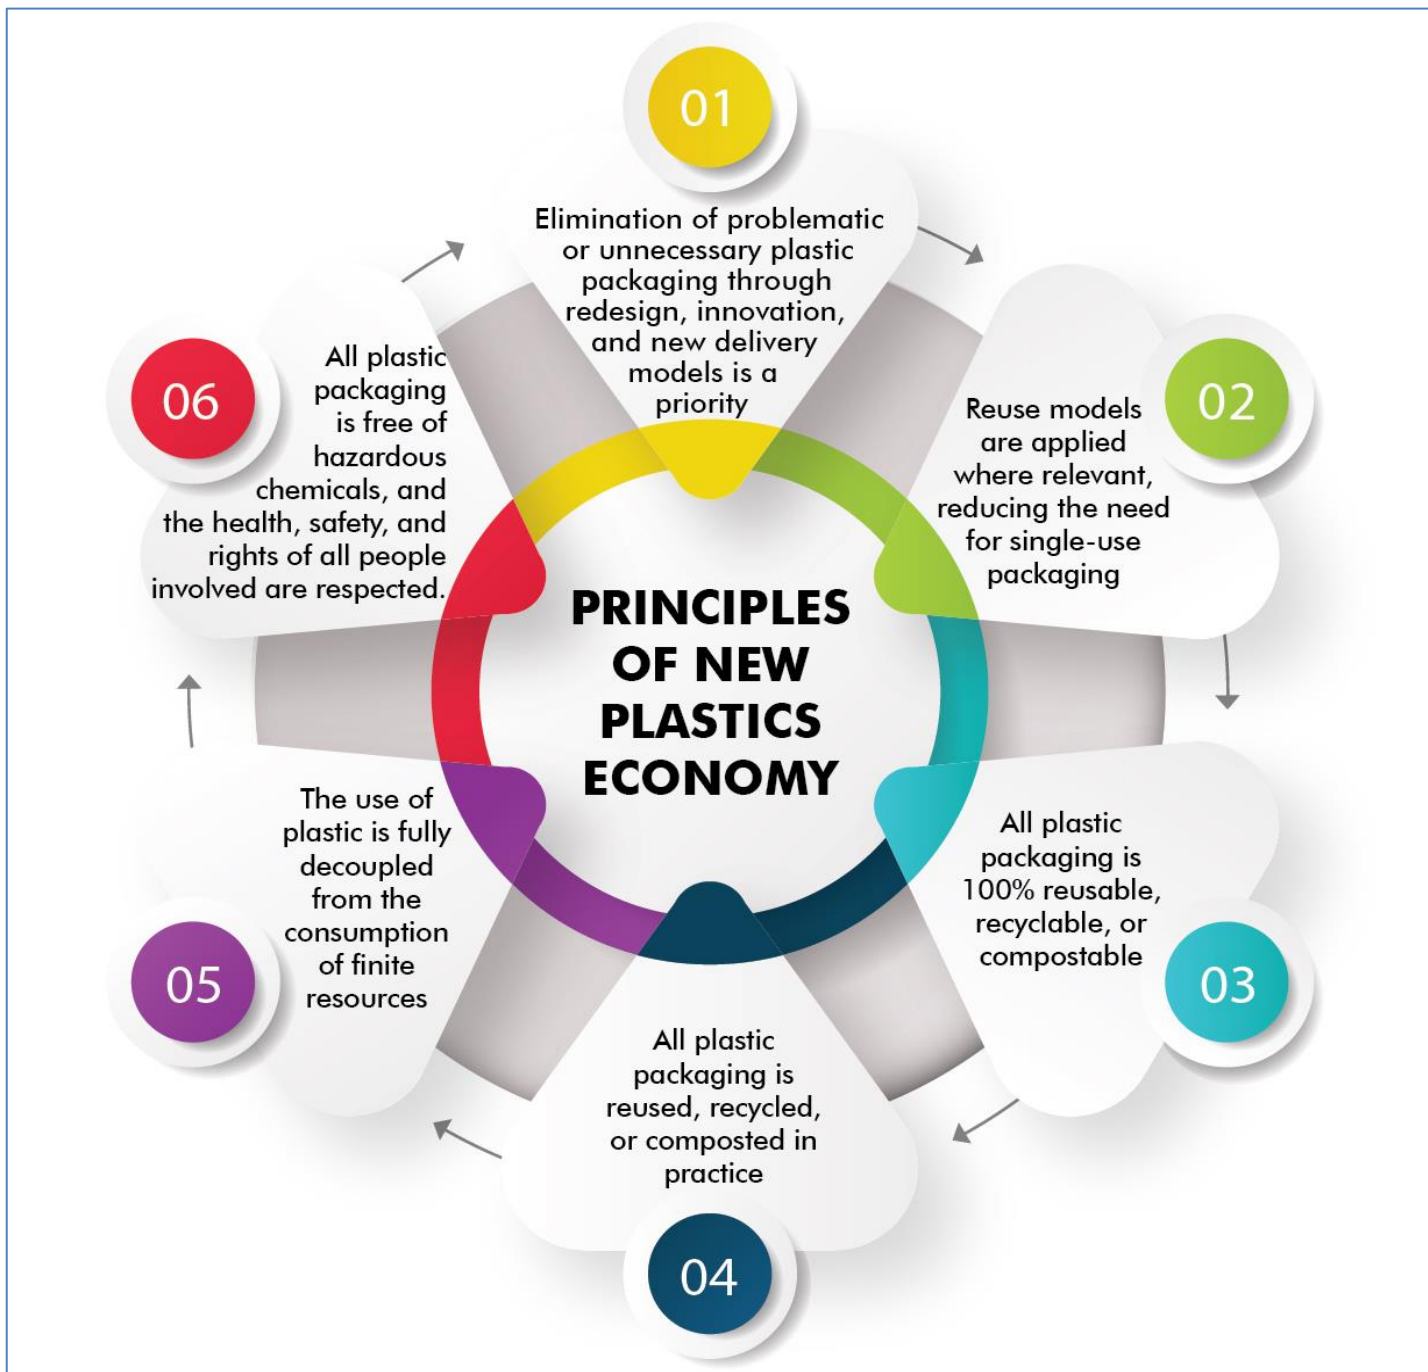 01
Elimination of problematic
or unnecessary plastic
packaging through
redesign, innovation,
and new delivery
models is a
priority
02
Reuse models
are applied
where relevant,
reducing the need
for single-use
packaging
03
All plastic
packaging is
100% reusable,
recyclable, or
compostable
04
All plastic
packaging is
reused, recycled,
or composted in
practice
05
The use of
plastic is fully
decoupled
from the
consumption
of finite
resources
06
All plastic
packaging
is free of
hazardous
chemicals, and
the health, safety, and
rights of all people
involved are respected.
PRINCIPLES
OF NEW
PLASTICS
ECONOMY